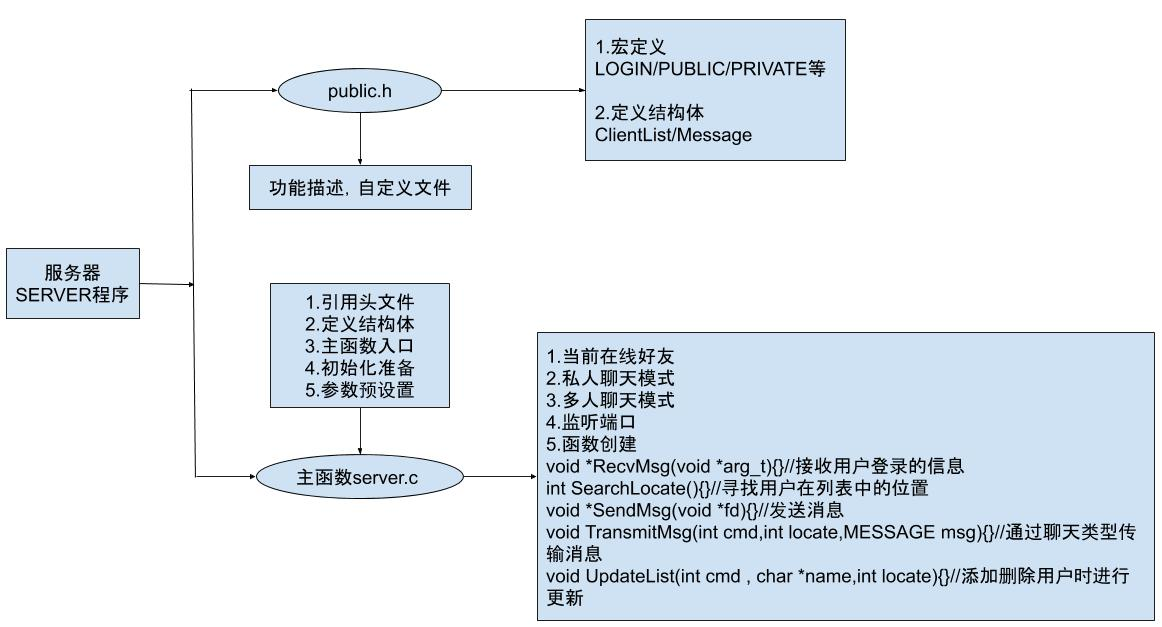 1.宏定义
LOGIN/PUBLIC/PRIVATE等
2.定义结构体
ClientList/Message
public.h
功能描述, 自定义文件
服务器
SERVER程序
1.引用头文件
2.定义结构体
3.主函数入口
4.初始化准备
5.参数预设置
主函数server.c
1.当前在线好友
2.私人聊天模式
3.多人聊天模式
4.监听端口
5.函数创建
void *RecvMsg(void *arg_t){}//接收用户登录的信息
int SearchLocate(){}//寻找用户在列表中的位置
void *SendMsg(void *fd){}//发送消息
void TransmitMsg(int cmd,int locate,MESSAGE msg){}//通过聊天类型传
输消息
void UpdateList(int cmd , char *name,int locate){}//添加删除用户时进行
更新